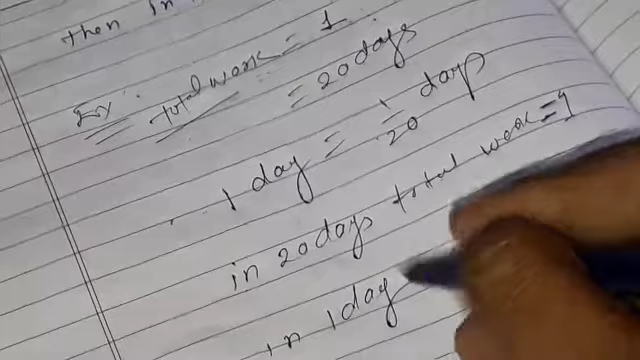 then in
Ex: total work = 1
= 20 days
1 day = 1/20 days
in 20 days total work = 1
in 1 day